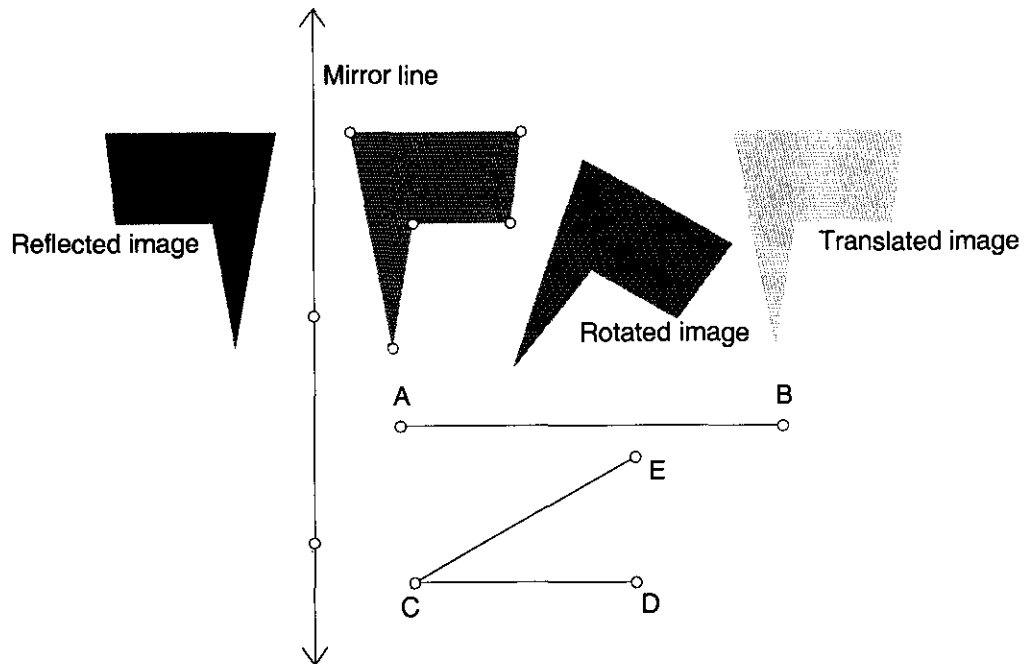 Mirror line
Reflected image
Translated image
Rotated image
A
B
E
C
D